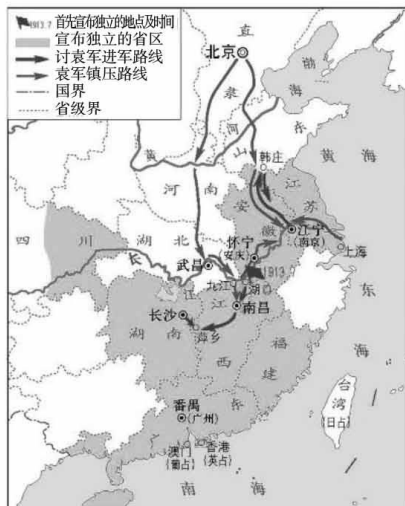 1913.7 首先宣布独立的地点及时间
宣布独立的省区
讨袁军进军路线
袁军镇压路线
国界
省级界
北京
直
隶
渤
海
黄
河
山
东
黄
海
韩庄
河
南
安
徽
江
苏
江宁
(南京)
上海
四
川
湖
北
长
江
武昌
怀宁
(安庆)
1913.7
湖口
九江
东
海
江
西
南昌
长沙
萍乡
湖
南
福
建
番禺
(广州)
广
东
台
湾
(日占)
香港
(英占)
澳门
(葡占)
南
海